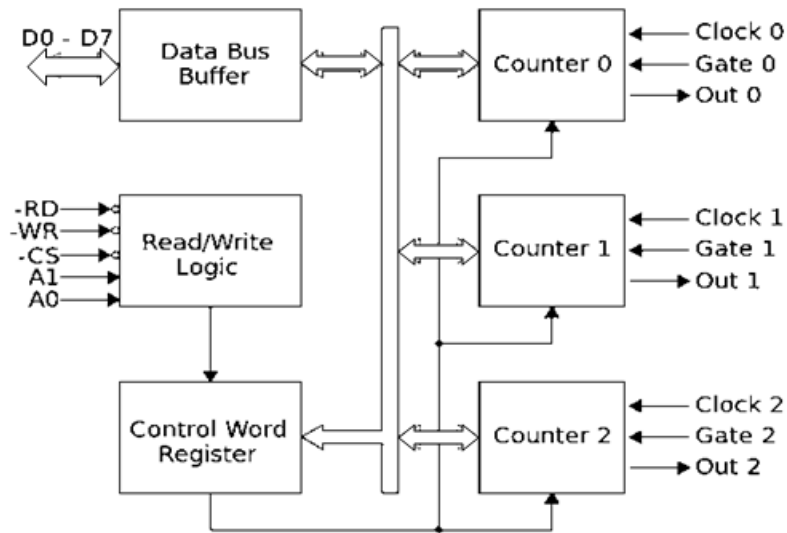 D0 - D7
Data Bus
Buffer
Counter 0
Clock 0
Gate 0
Out 0
-RD
-WR
-CS
A1
A0
Read/Write
Logic
Counter 1
Clock 1
Gate 1
Out 1
Control Word
Register
Counter 2
Clock 2
Gate 2
Out 2